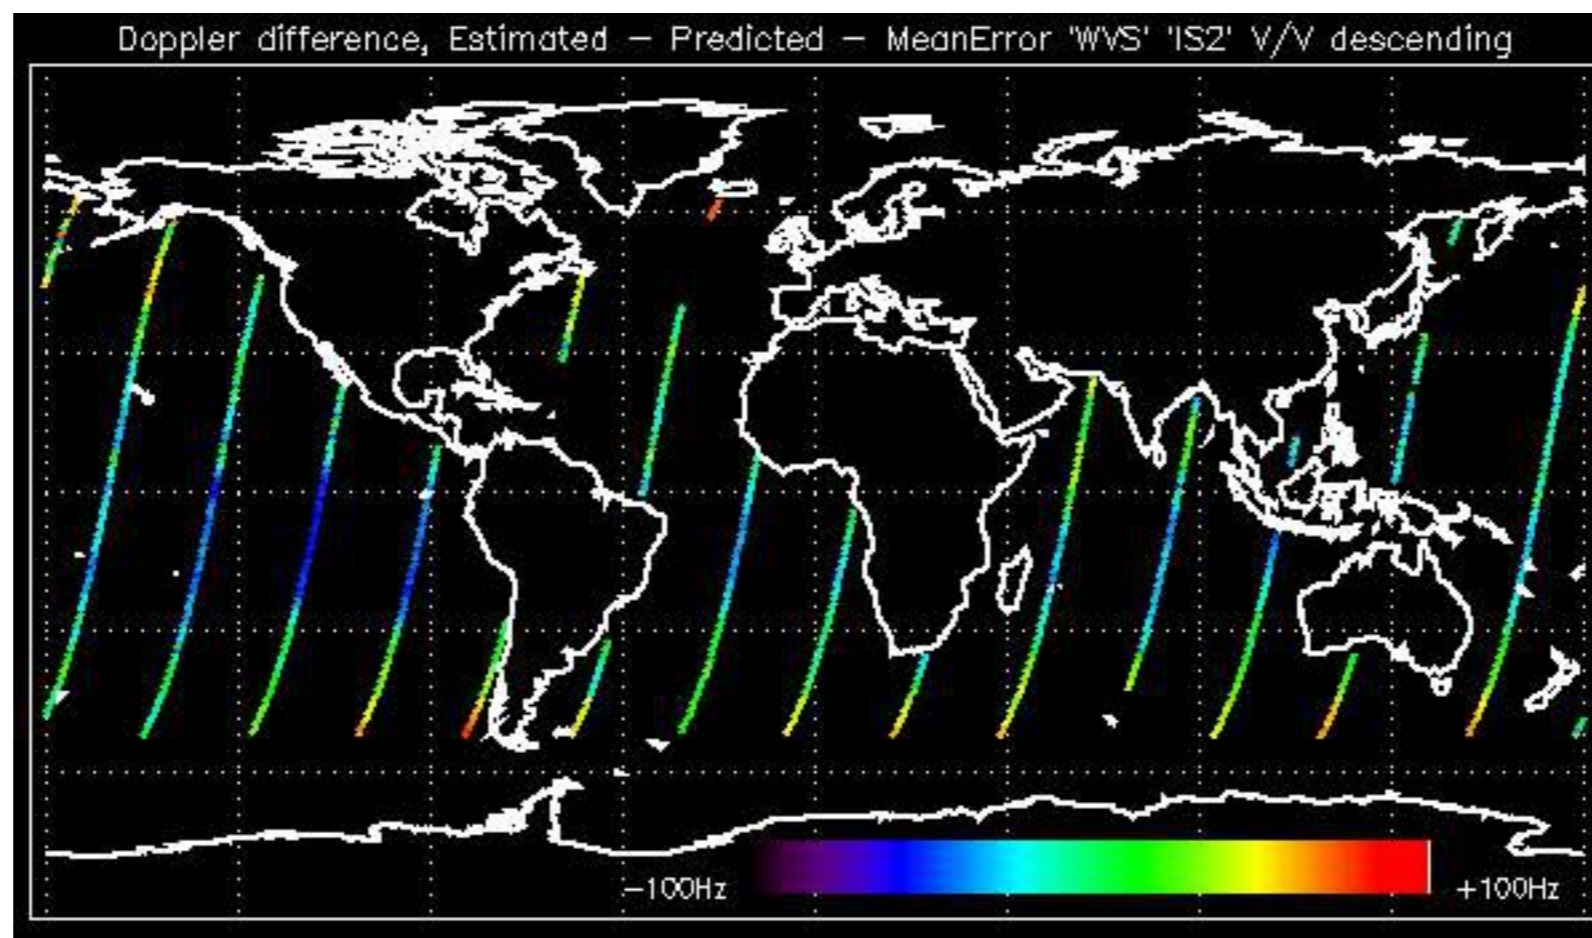 Doppler difference, Estimated – Predicted – MeanError 'WVS' 'IS2' V/V descending
-100Hz
+100Hz